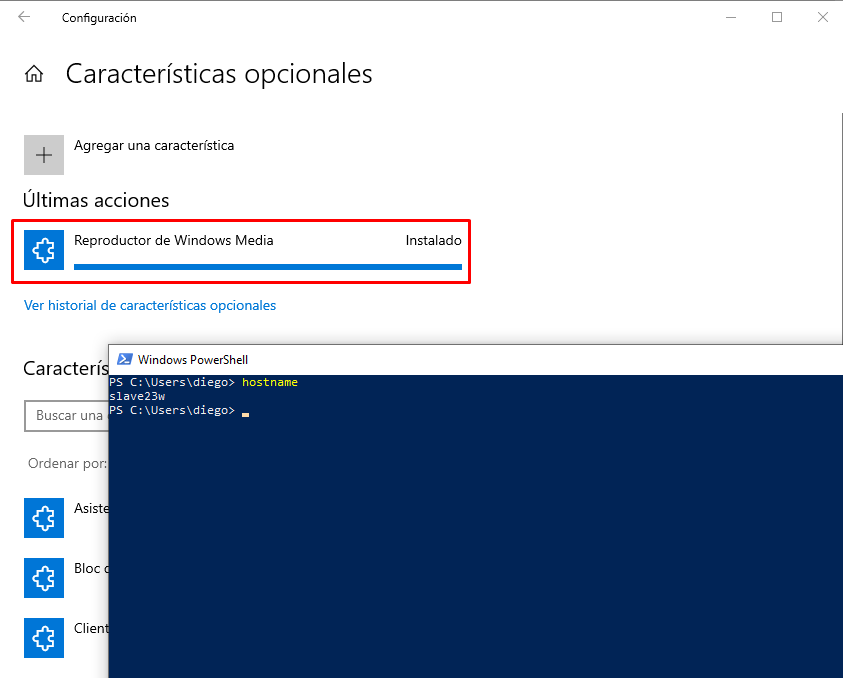 Configuración
Características opcionales
Agregar una característica
Últimas acciones
Reproductor de Windows Media Instalado
Ver historial de características opcionales
Caracterís
Windows PowerShell
PS C:\Users\diego> hostname
slave23w
PS C:\Users\diego>
Buscar una
Ordenar por:
Asiste
Bloc d
Client